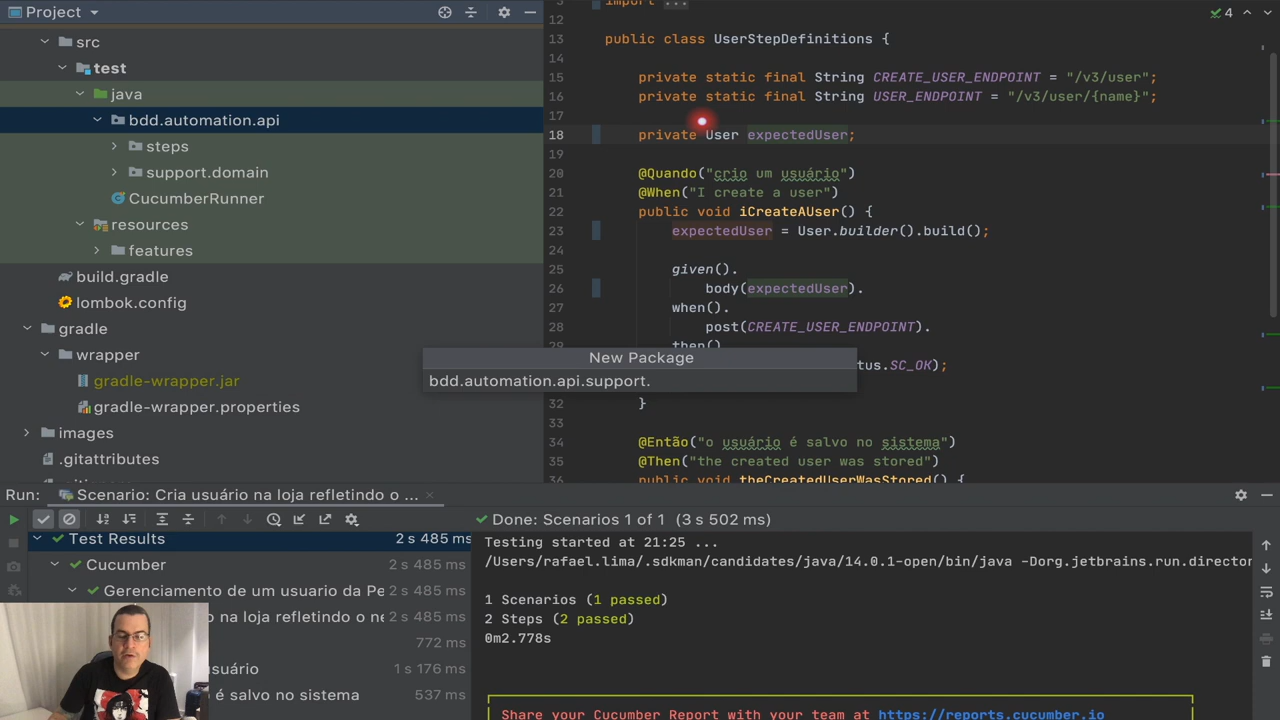 Project
src
test
java
bdd.automation.api
steps
support.domain
CucumberRunner
resources
features
build.gradle
lombok.config
gradle
wrapper
gradle-wrapper.jar
gradle-wrapper.properties
images
.gitattributes
import ...
4
12
13 public class UserStepDefinitions {
14
15 private static final String CREATE_USER_ENDPOINT = "/v3/user";
16 private static final String USER_ENDPOINT = "/v3/user/{name}";
17
18 private User expectedUser;
19
20 @Quando("crio um usuário")
21 @When("I create a user")
22 public void iCreateAUser() {
23 expectedUser = User.builder().build();
24
25 given().
26 body(expectedUser).
27 when().
28 post(CREATE_USER_ENDPOINT).
29 then().
tus.SC_OK);
32 }
33
34 @Então("o usuário é salvo no sistema")
35 @Then("the created user was stored")
36 public void theCreatedUserWasStored() {
New Package
bdd.automation.api.support.
Run: Scenario: Cria usuário na loja refletindo o ...
Test Results 2 s 485 ms
Cucumber 2 s 485 ms
Gerenciamento de um usuario da Pe 2 s 485 ms
o na loja refletindo o ne 2 s 485 ms
772 ms
suário 1 s 176 ms
é salvo no sistema 537 ms
Done: Scenarios 1 of 1 (3 s 502 ms)
Testing started at 21:25 ...
/Users/rafael.lima/.sdkman/candidates/java/14.0.1-open/bin/java -Dorg.jetbrains.run.director
1 Scenarios (1 passed)
2 Steps (2 passed)
0m2.778s
Share your Cucumber Report with your team at https://reports.cucumber.io